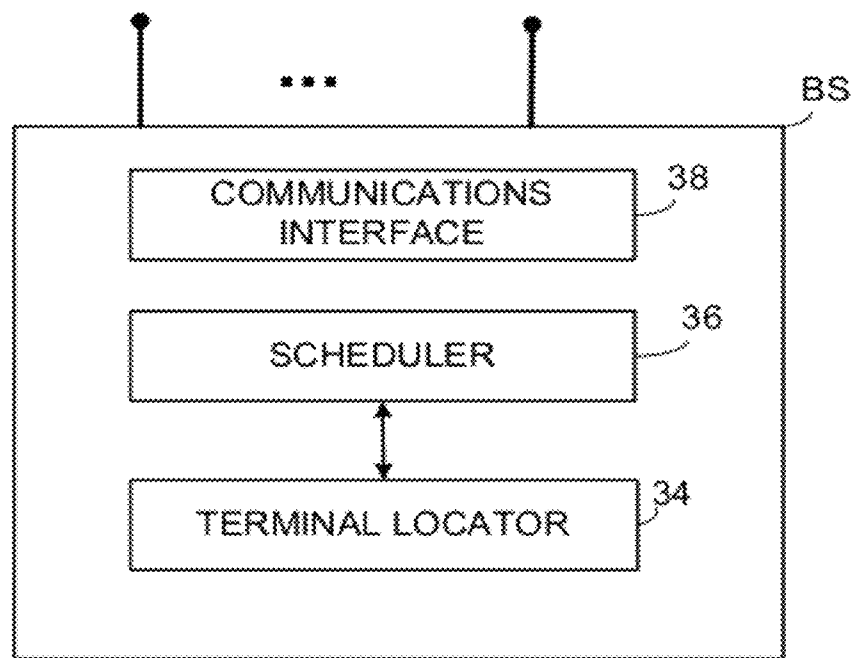 BS
COMMUNICATIONS
INTERFACE
38
SCHEDULER
36
TERMINAL LOCATOR
34